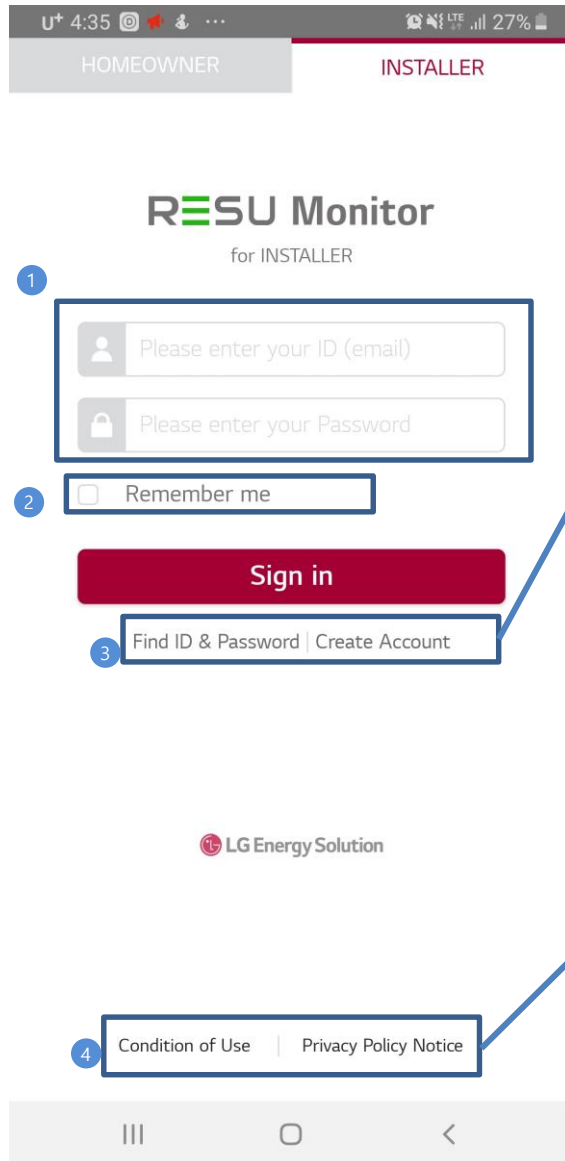 U+ 4:35 ... LTE 27%
HOMEOWNER INSTALLER
RESU Monitor
for INSTALLER
1
Please enter your ID (email)
Please enter your Password
2 Remember me
Sign in
3 Find ID & Password | Create Account
LG Energy Solution
4 Condition of Use | Privacy Policy Notice